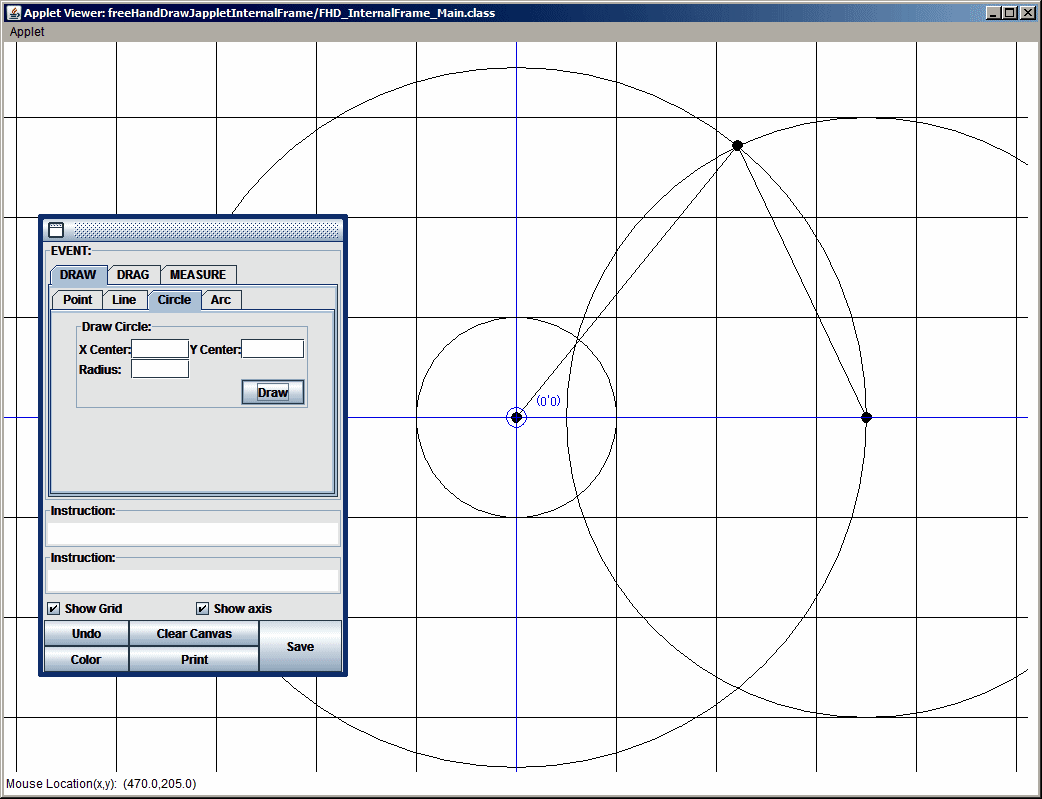 Applet Viewer: freeHandDrawJappletInternalFrame/FHD_InternalFrame_Main.class
Applet
EVENT:
DRAW DRAG MEASURE
Point Line Circle Arc
Draw Circle:
X Center: Y Center:
Radius:
Draw
(0'0)
Instruction:
Instruction:
Show Grid Show axis
Undo Clear Canvas Save
Color Print
Mouse Location(x,y): (470.0,205.0)